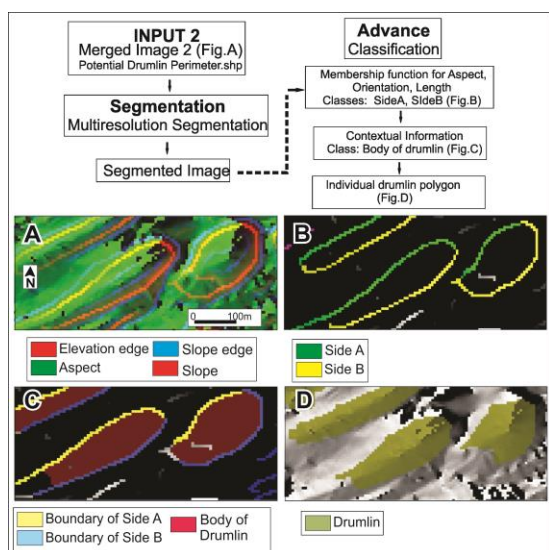 INPUT 2
Merged Image 2 (Fig.A)
Potential Drumlin Perimeter.shp
Segmentation
Multiresolution Segmentation
Segmented Image
Advance
Classification
Membership function for Aspect,
Orientation, Length
Classes: SideA, SIdeB (Fig.B)
Contextual Information
Class: Body of drumlin (Fig.C)
Individual drumlin polygon
(Fig.D)
A
N
0 100m
Elevation edge
Slope edge
Aspect
Slope
B
Side A
Side B
C
Boundary of Side A
Boundary of Side B
Body of
Drumlin
D
Drumlin